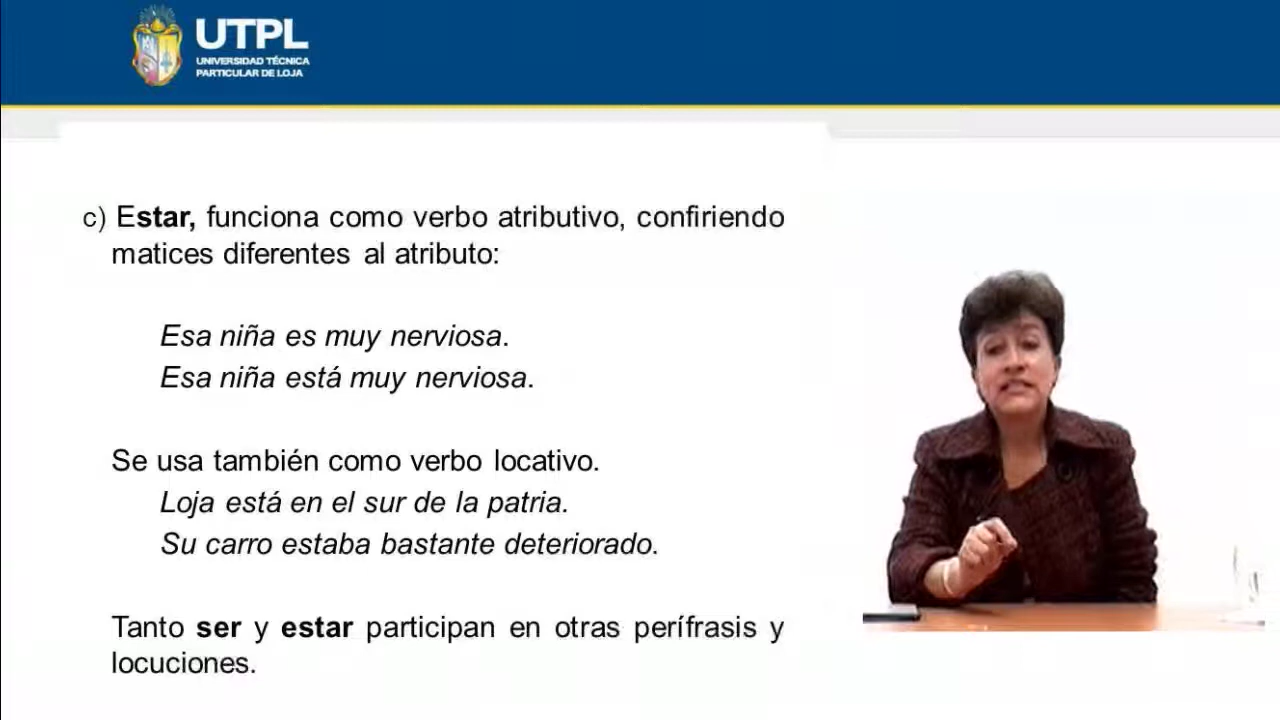 UTPL
UNIVERSIDAD TÉCNICA
PARTICULAR DE LOJA
c) Estar, funciona como verbo atributivo, confiriendo
matices diferentes al atributo:
Esa niña es muy nerviosa.
Esa niña está muy nerviosa.
Se usa también como verbo locativo.
Loja está en el sur de la patria.
Su carro estaba bastante deteriorado.
Tanto ser y estar participan en otras perífrasis y
locuciones.